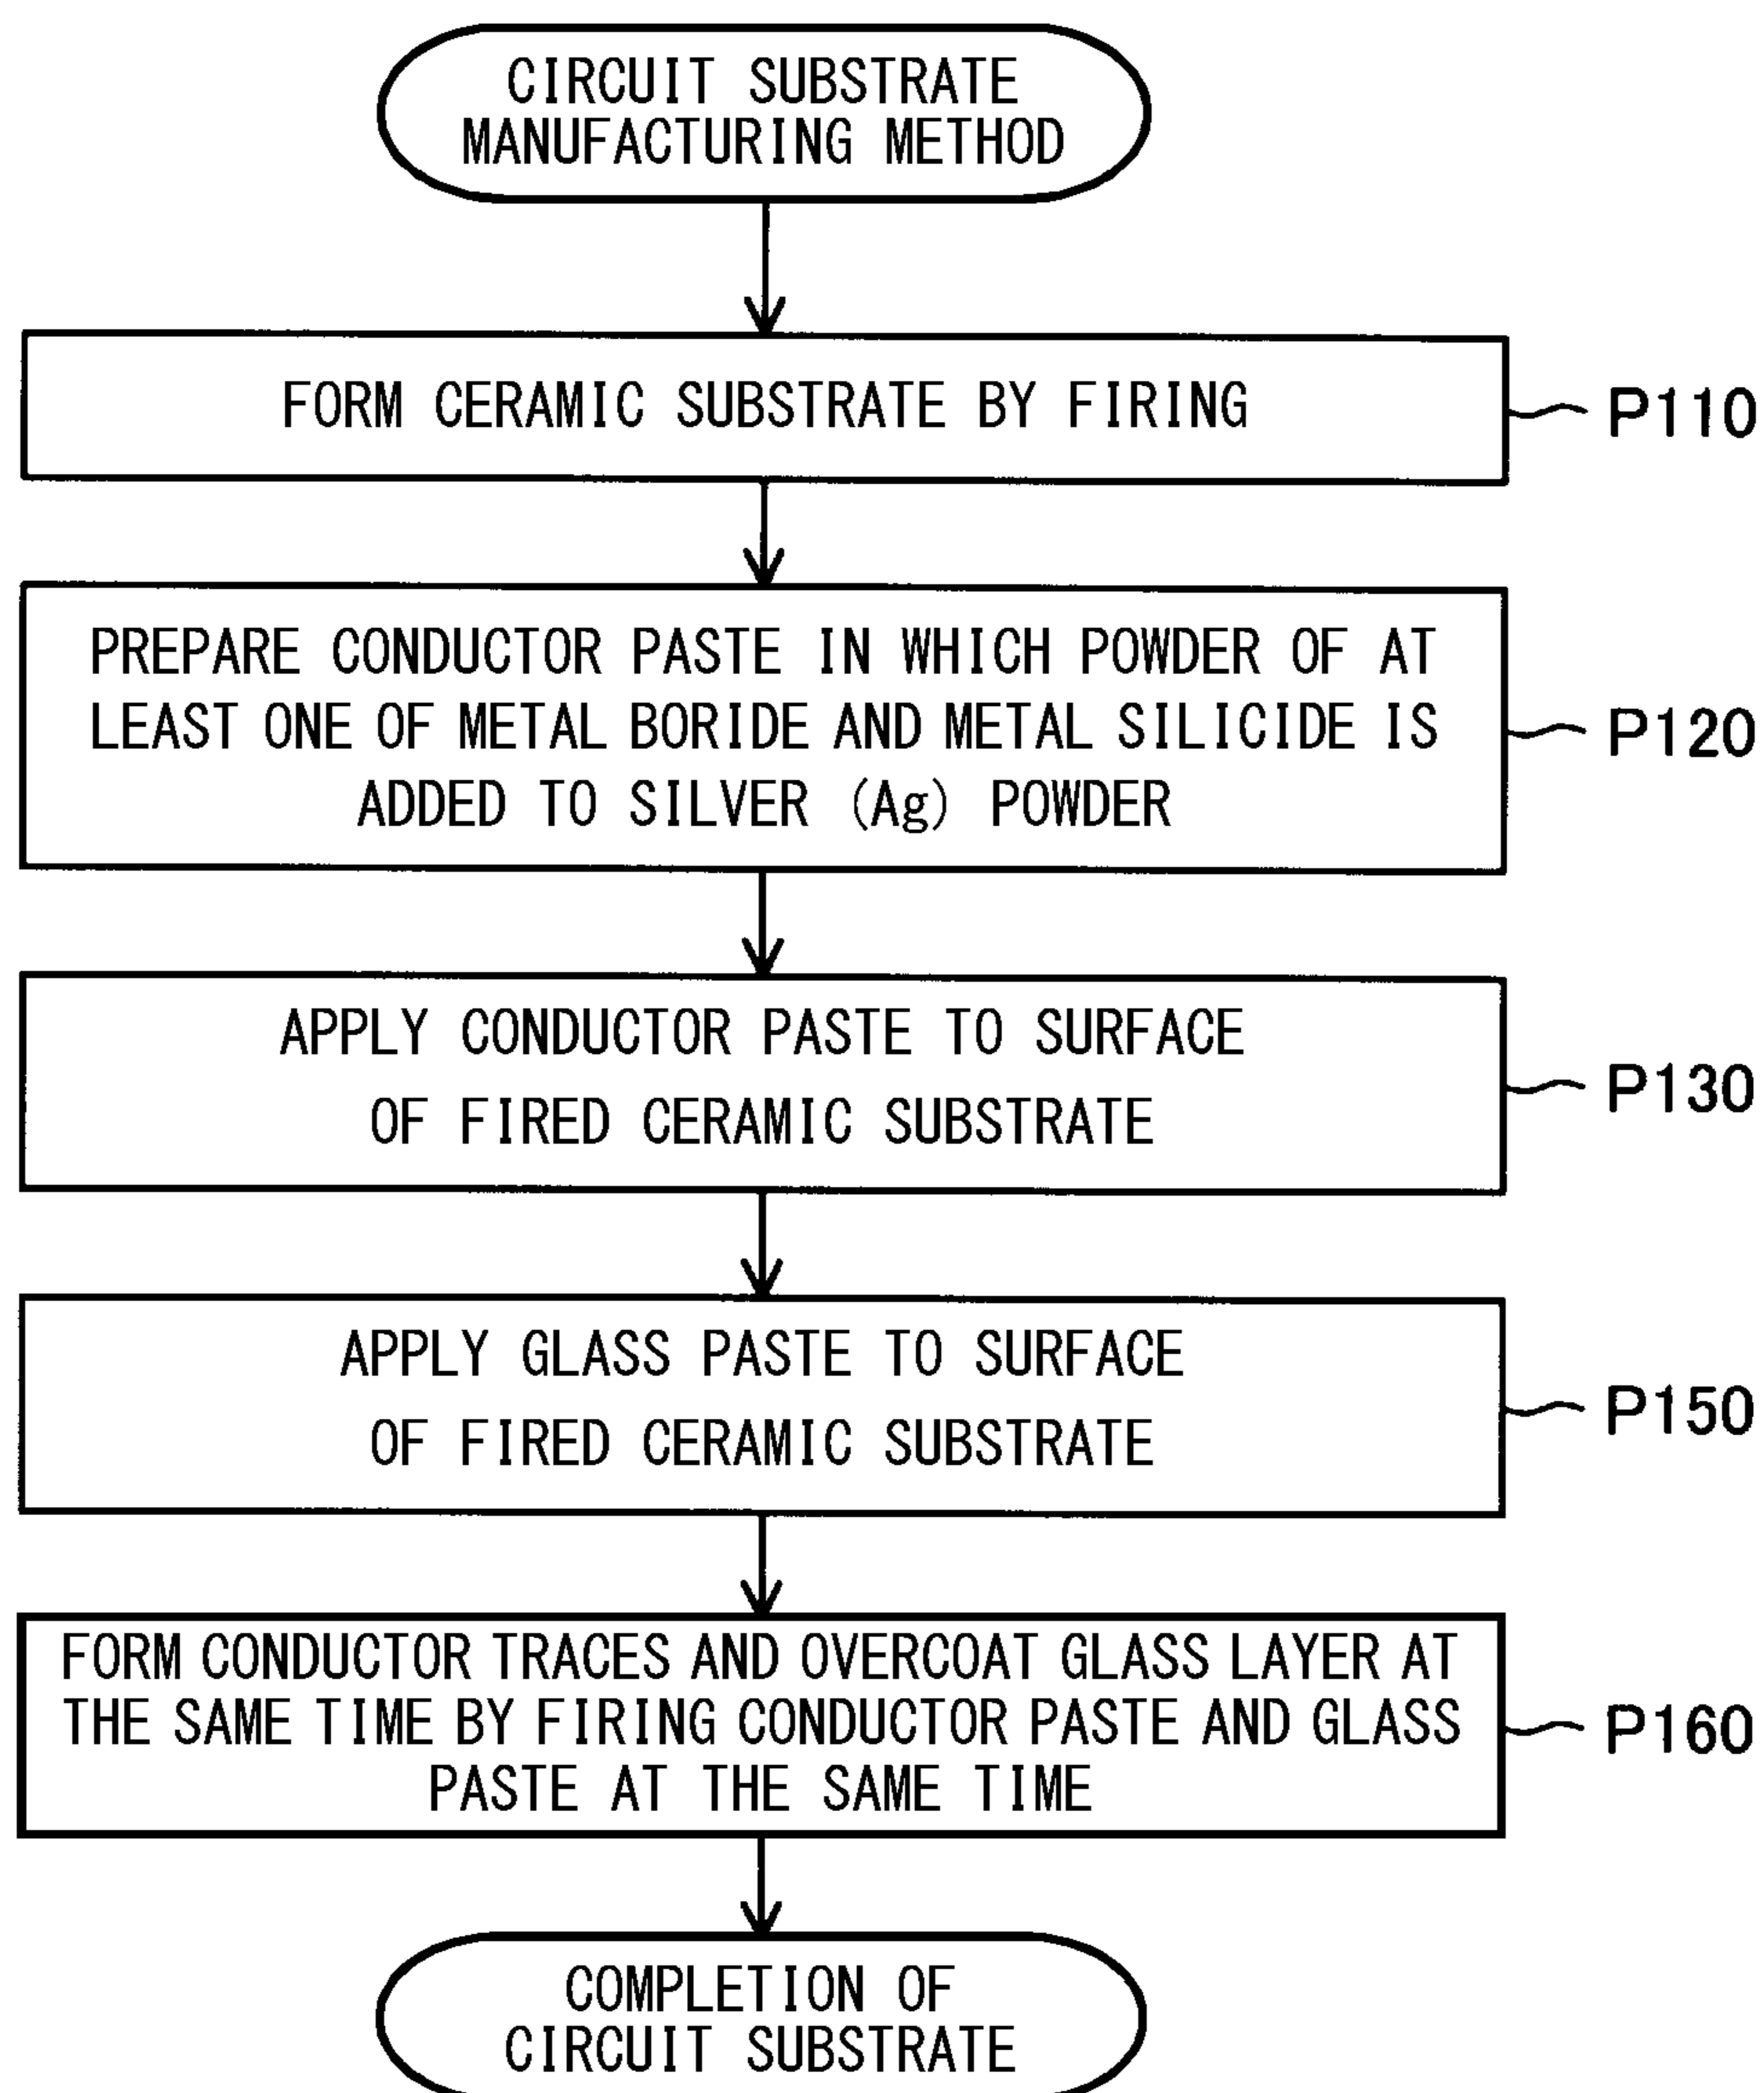 CIRCUIT SUBSTRATE
MANUFACTURING METHOD
FORM CERAMIC SUBSTRATE BY FIRING
P110
PREPARE CONDUCTOR PASTE IN WHICH POWDER OF AT
LEAST ONE OF METAL BORIDE AND METAL SILICIDE IS
ADDED TO SILVER (Ag) POWDER
P120
APPLY CONDUCTOR PASTE TO SURFACE
OF FIRED CERAMIC SUBSTRATE
P130
APPLY GLASS PASTE TO SURFACE
OF FIRED CERAMIC SUBSTRATE
P150
FORM CONDUCTOR TRACES AND OVERCOAT GLASS LAYER AT
THE SAME TIME BY FIRING CONDUCTOR PASTE AND GLASS
PASTE AT THE SAME TIME
P160
COMPLETION OF
CIRCUIT SUBSTRATE